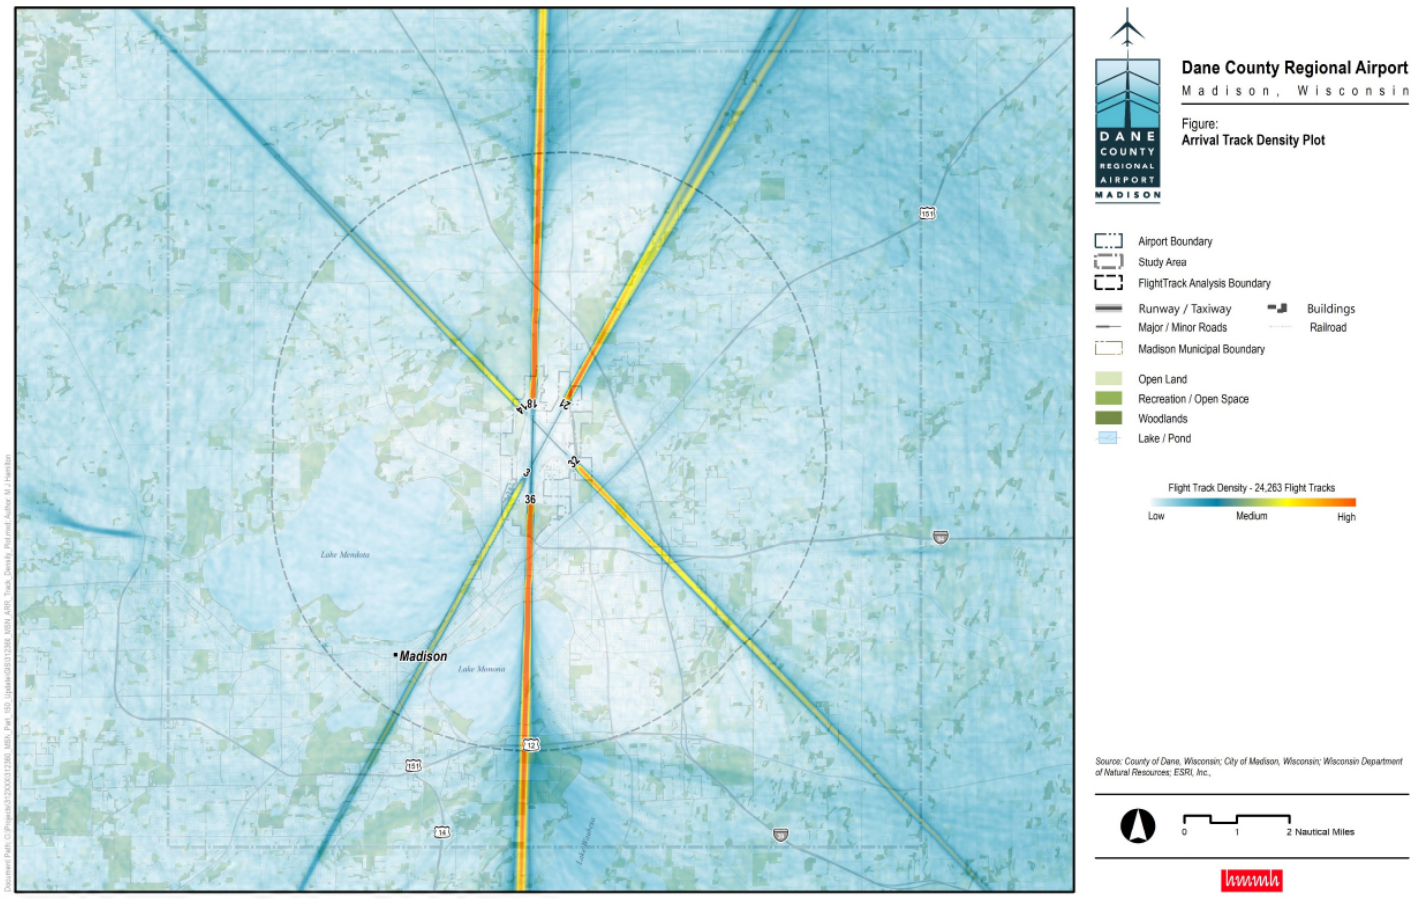 Dane County Regional Airport
Madison, Wisconsin
Figure:
Arrival Track Density Plot
DANE
COUNTY
REGIONAL
AIRPORT
MADISON
Airport Boundary
Study Area
FlightTrack Analysis Boundary
Runway / Taxiway
Buildings
Major / Minor Roads
Railroad
Madison Municipal Boundary
Open Land
Recreation / Open Space
Woodlands
Lake / Pond
Flight Track Density - 24,263 Flight Tracks
Low Medium High
151
14
18
21
32
3
36
94
Lake Mendota
Madison
Lake Monona
12
151
14
39
Source: County of Dane, Wisconsin; City of Madison, Wisconsin; Wisconsin Department
of Natural Resources; ESRI, Inc.,
0 1 2 Nautical Miles
hmmh